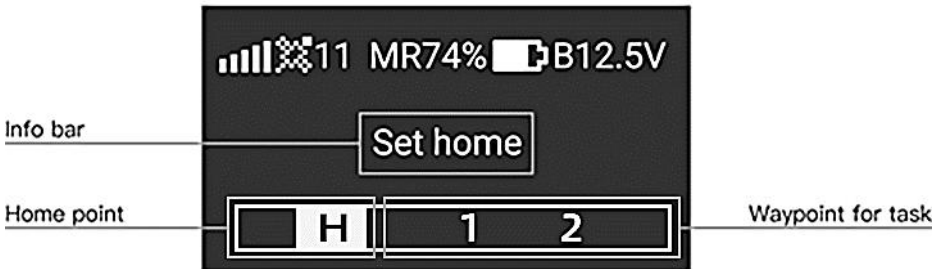 11 MR74% B12.5V
Info bar
Set home
Home point
H 1 2
Waypoint for task